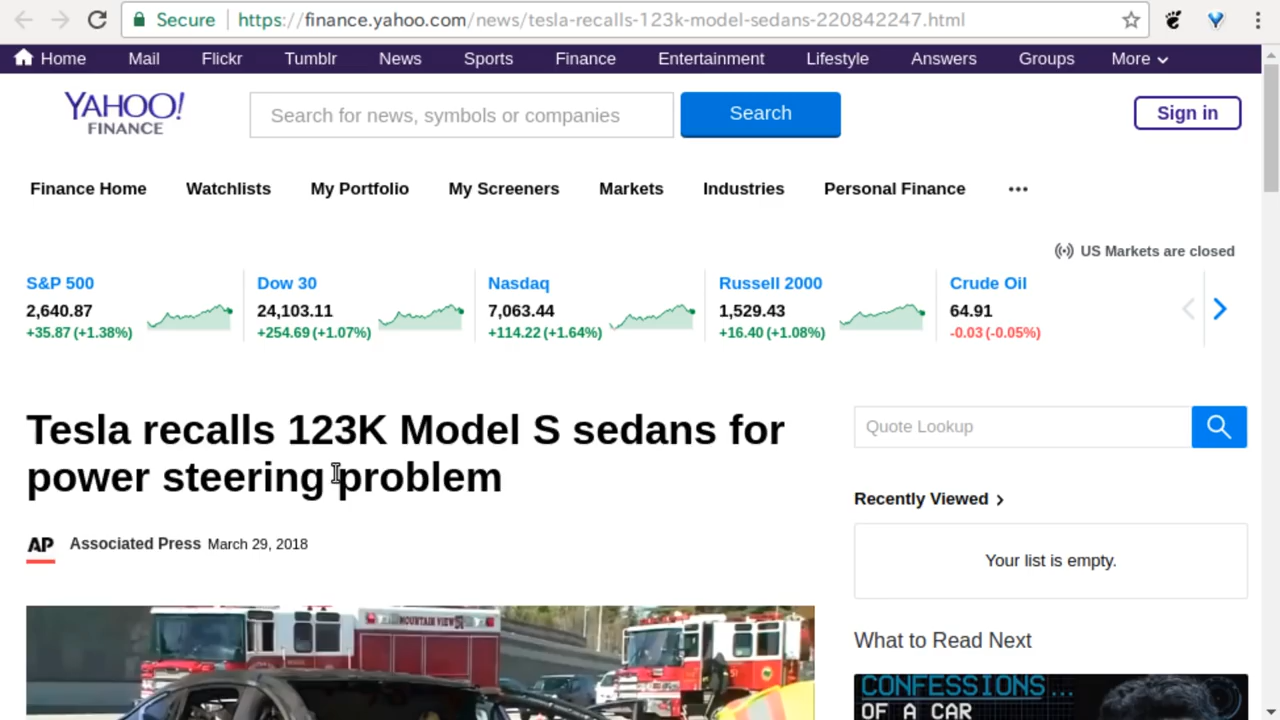 Secure https://finance.yahoo.com/news/tesla-recalls-123k-model-sedans-220842247.html
Home Mail Flickr Tumblr News Sports Finance Entertainment Lifestyle Answers Groups More
YAHOO!
FINANCE
Search for news, symbols or companies
Search
Sign in
Finance Home Watchlists My Portfolio My Screeners Markets Industries Personal Finance ...
US Markets are closed
S&P 500
2,640.87
+35.87 (+1.38%)
Dow 30
24,103.11
+254.69 (+1.07%)
Nasdaq
7,063.44
+114.22 (+1.64%)
Russell 2000
1,529.43
+16.40 (+1.08%)
Crude Oil
64.91
-0.03 (-0.05%)
Tesla recalls 123K Model S sedans for
power steering problem
AP Associated Press March 29, 2018
MOUNTAIN VIEW
Quote Lookup
Recently Viewed
Your list is empty.
What to Read Next
CONFESSIONS...
OF A CAR